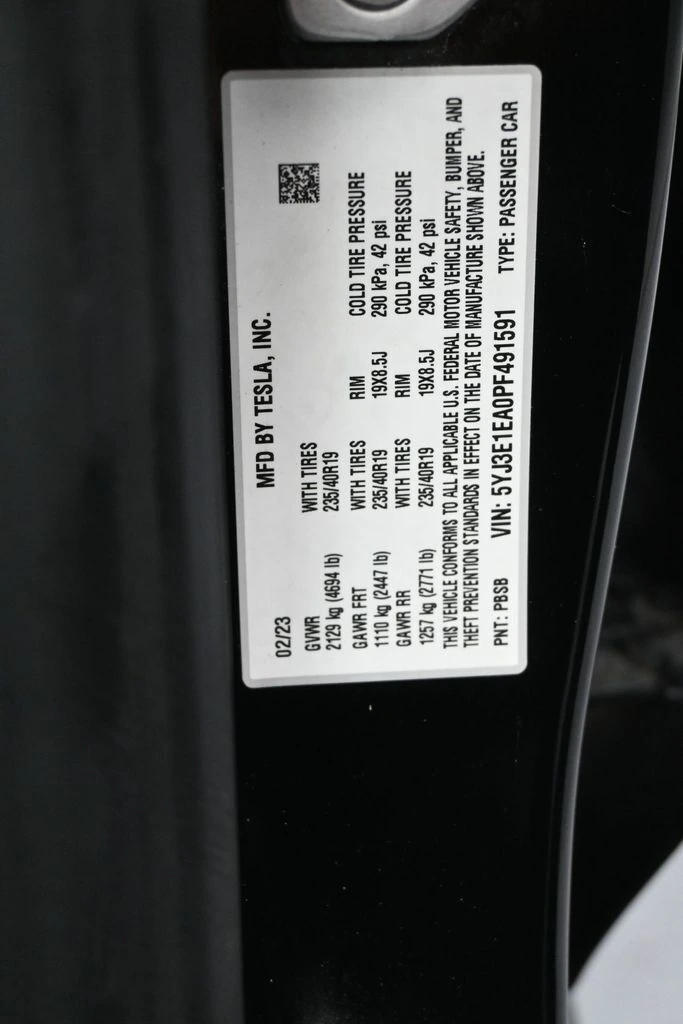 MFD BY TESLA, INC.
02/23
GVWR WITH TIRES
2129 kg (4694 lb) 235/40R19
GAWR FRT WITH TIRES RIM COLD TIRE PRESSURE
1110 kg (2447 lb) 235/40R19 19X8.5J 290 kPa, 42 psi
GAWR RR WITH TIRES RIM COLD TIRE PRESSURE
1257 kg (2771 lb) 235/40R19 19X8.5J 290 kPa, 42 psi
THIS VEHICLE CONFORMS TO ALL APPLICABLE U.S. FEDERAL MOTOR VEHICLE SAFETY, BUMPER, AND
THEFT PREVENTION STANDARDS IN EFFECT ON THE DATE OF MANUFACTURE SHOWN ABOVE.
PNT: PBSB VIN: 5YJ3E1EA0PF491591 TYPE: PASSENGER CAR